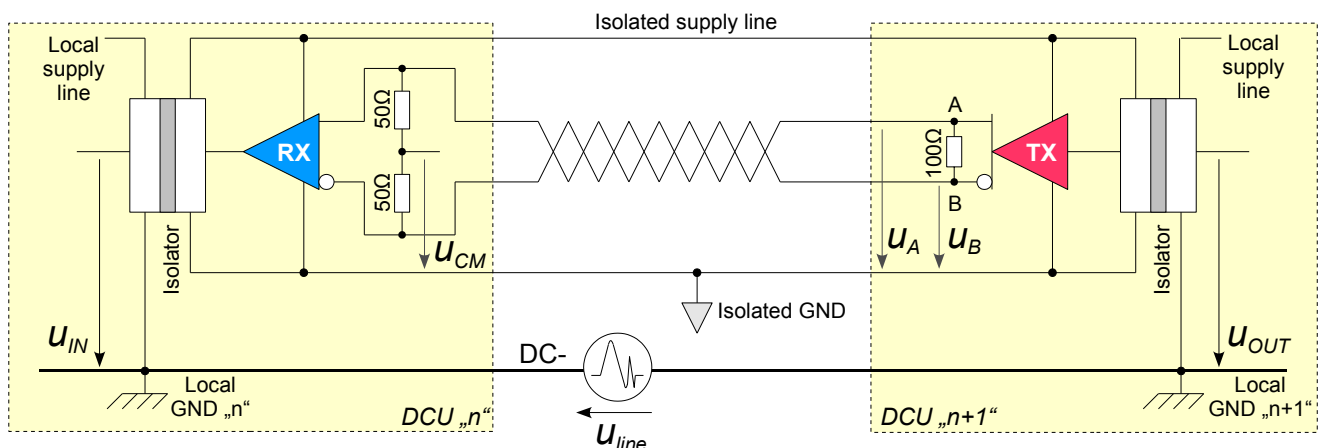 Isolated supply line
Local
supply
line
Local
supply
line
50Ω
50Ω
RX
A
100Ω
B
TX
Isolator
Isolator
u_CM
u_A
u_B
Isolated GND
u_IN
u_OUT
DC-
Local
GND „n“
DCU „n“
u_line
DCU „n+1“
Local
GND „n+1“